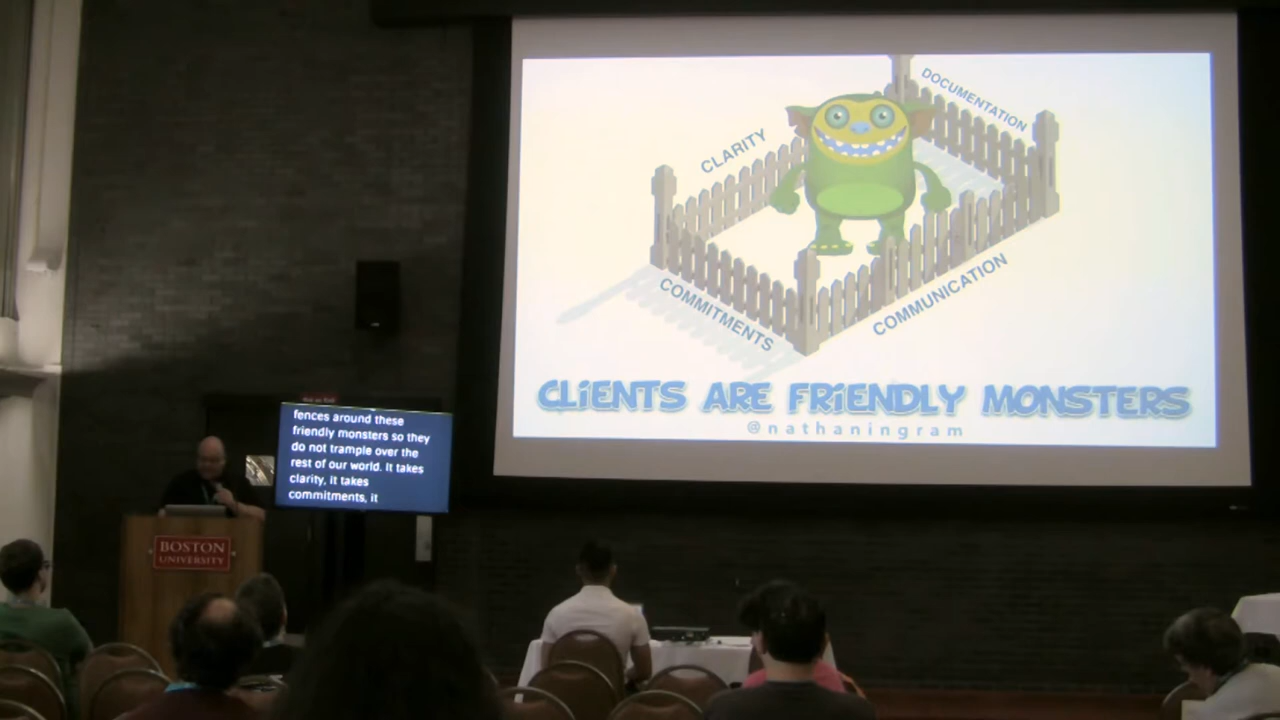 DOCUMENTATION
CLARITY
COMMITMENTS
COMMUNICATION
CLIENTS ARE FRIENDLY MONSTERS
@nathaningram
fences around these
friendly monsters so they
do not trample over the
rest of our world. It takes
clarity, it takes
commitments, it
BOSTON
UNIVERSITY